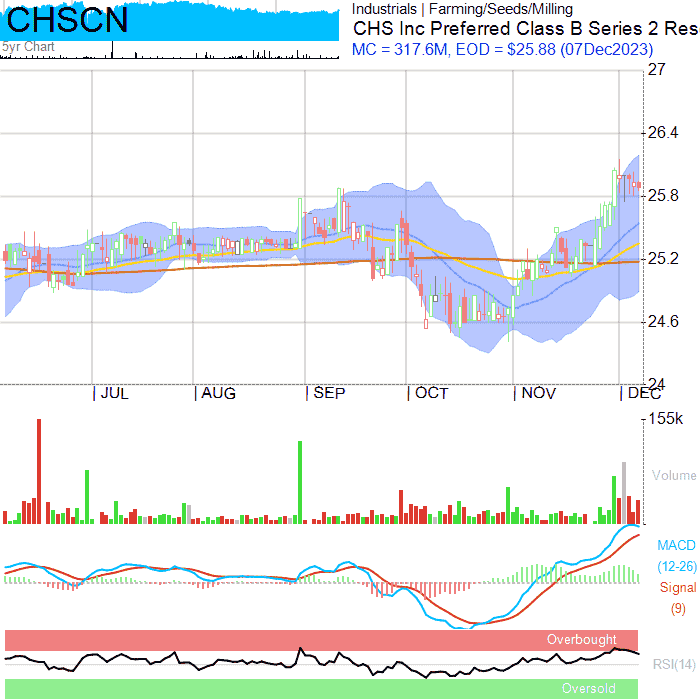 CHSCN
5yr Chart
Industrials | Farming/Seeds/Milling
CHS Inc Preferred Class B Series 2 Res
MC = 317.6M, EOD = $25.88 (07Dec2023)
27
26.4
25.8
25.2
24.6
24
JUL AUG SEP OCT NOV DEC
155k
Volume
MACD
(12-26)
Signal
(9)
Overbought
RSI(14)
Oversold